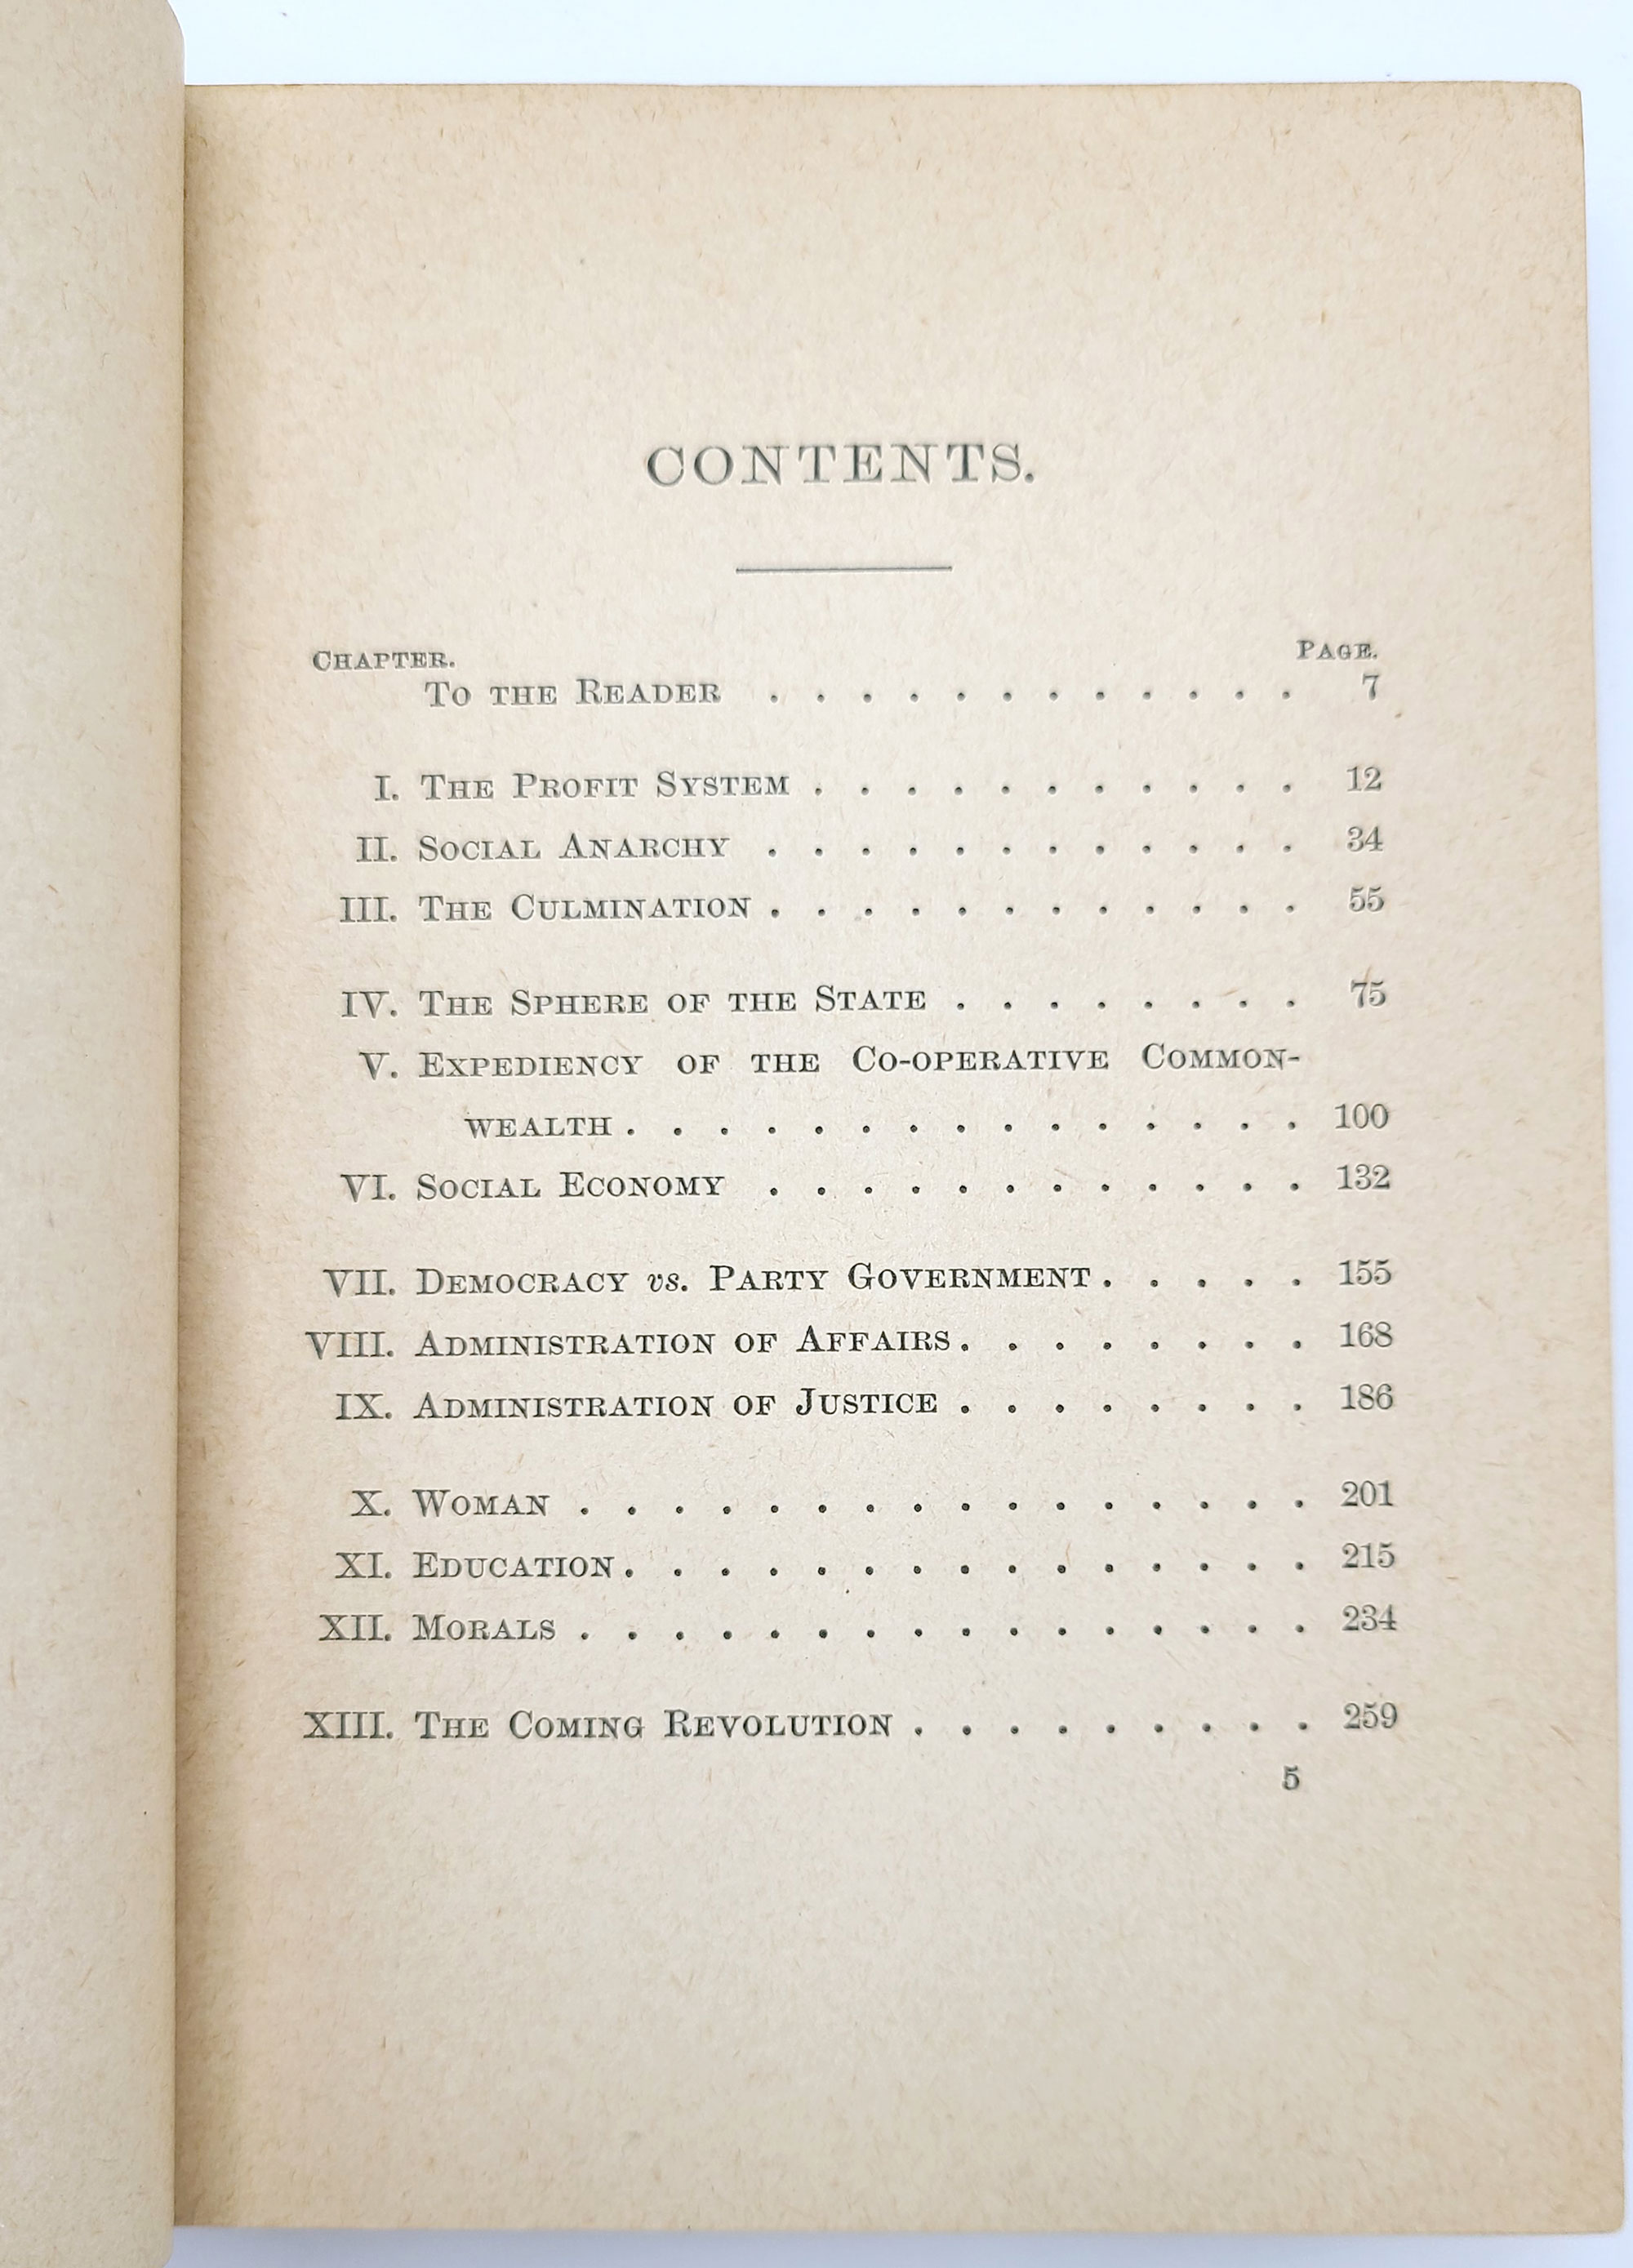 CONTENTS.
CHAPTER. PAGE.
TO THE READER . . . . . . . . . . . . 7
I. THE PROFIT SYSTEM . . . . . . . . . . . 12
II. SOCIAL ANARCHY . . . . . . . . . . . . 34
III. THE CULMINATION . . . . . . . . . . . . 55
IV. THE SPHERE OF THE STATE . . . . . . . . 75
V. EXPEDIENCY OF THE CO-OPERATIVE COMMON-
WEALTH . . . . . . . . . . . . . . . 100
VI. SOCIAL ECONOMY . . . . . . . . . . . . 132
VII. DEMOCRACY vs. PARTY GOVERNMENT . . . . . 155
VIII. ADMINISTRATION OF AFFAIRS . . . . . . . . 168
IX. ADMINISTRATION OF JUSTICE . . . . . . . . 186
X. WOMAN . . . . . . . . . . . . . . . . 201
XI. EDUCATION . . . . . . . . . . . . . . . 215
XII. MORALS . . . . . . . . . . . . . . . . 234
XIII. THE COMING REVOLUTION . . . . . . . . . 259
5